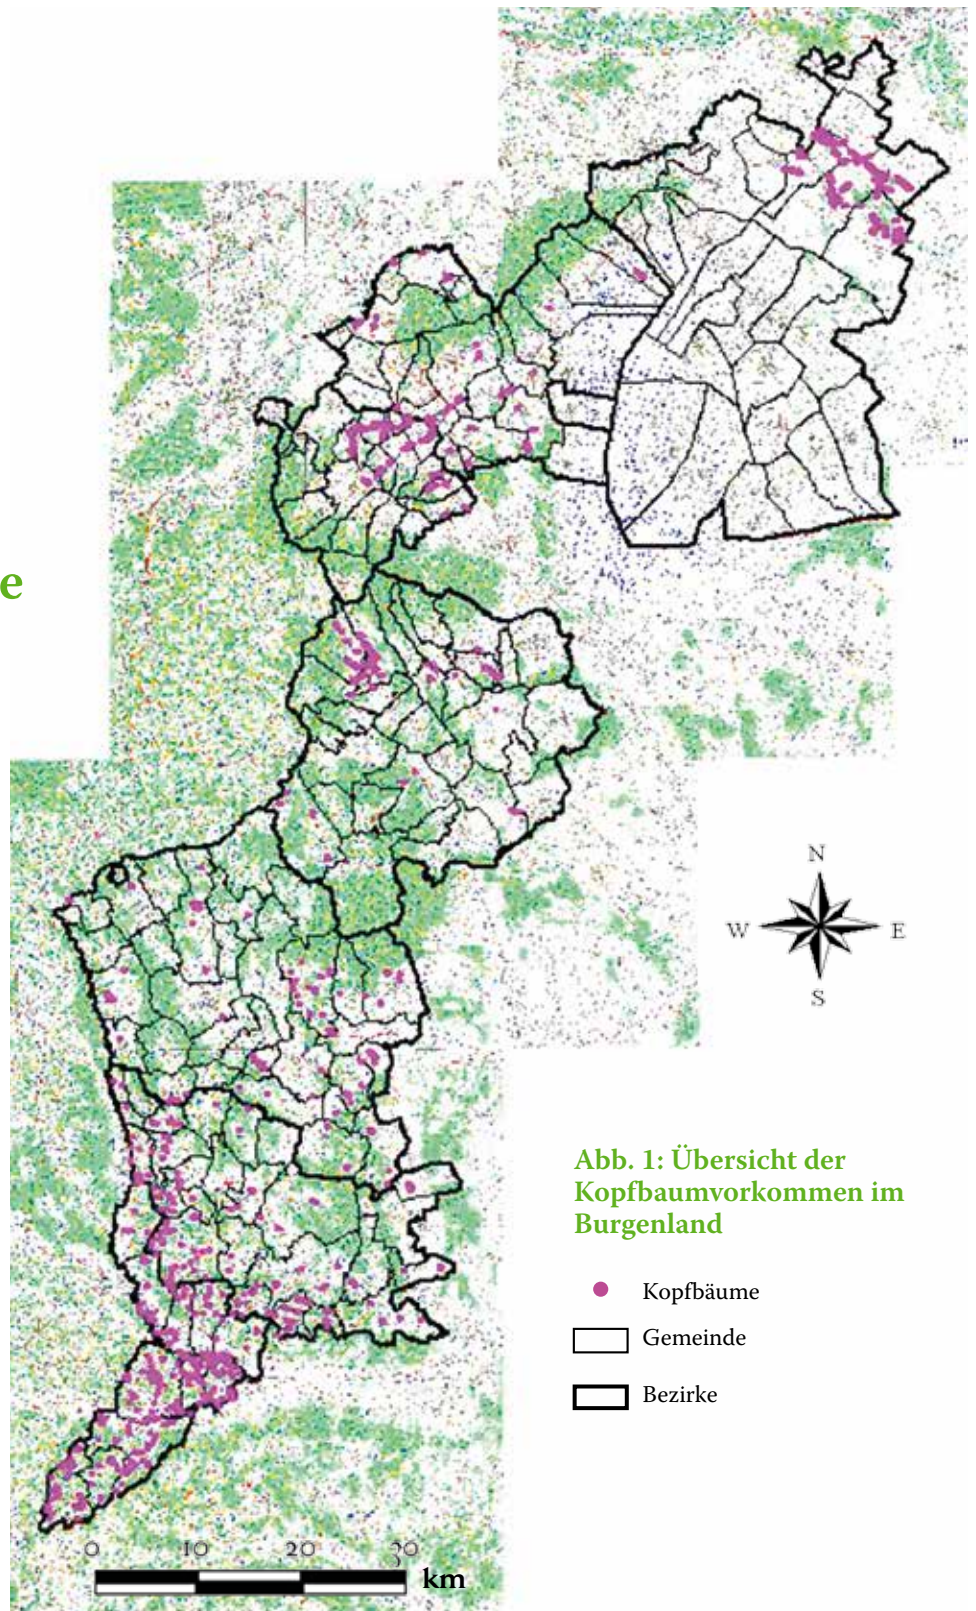 e
N
W E
S
Abb. 1: Übersicht der
Kopfbaumvorkommen im
Burgenland
Kopfbäume
Gemeinde
Bezirke
0 10 20 30
km